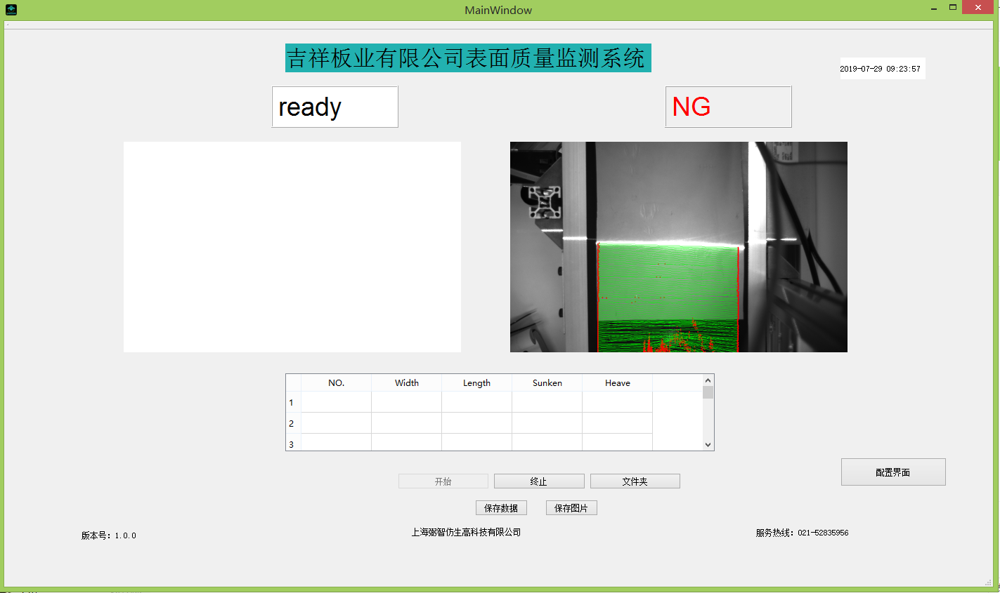 MainWindow
吉祥板业有限公司表面质量监测系统
2019-07-29 09:23:57
ready
NG
NO. Width Length Sunken Heave
1
2
3
配置界面
开始 终止 文件夹
保存数据 保存图片
版本号：1.0.0
上海弼智仿生高科技有限公司
服务热线：021-52835956